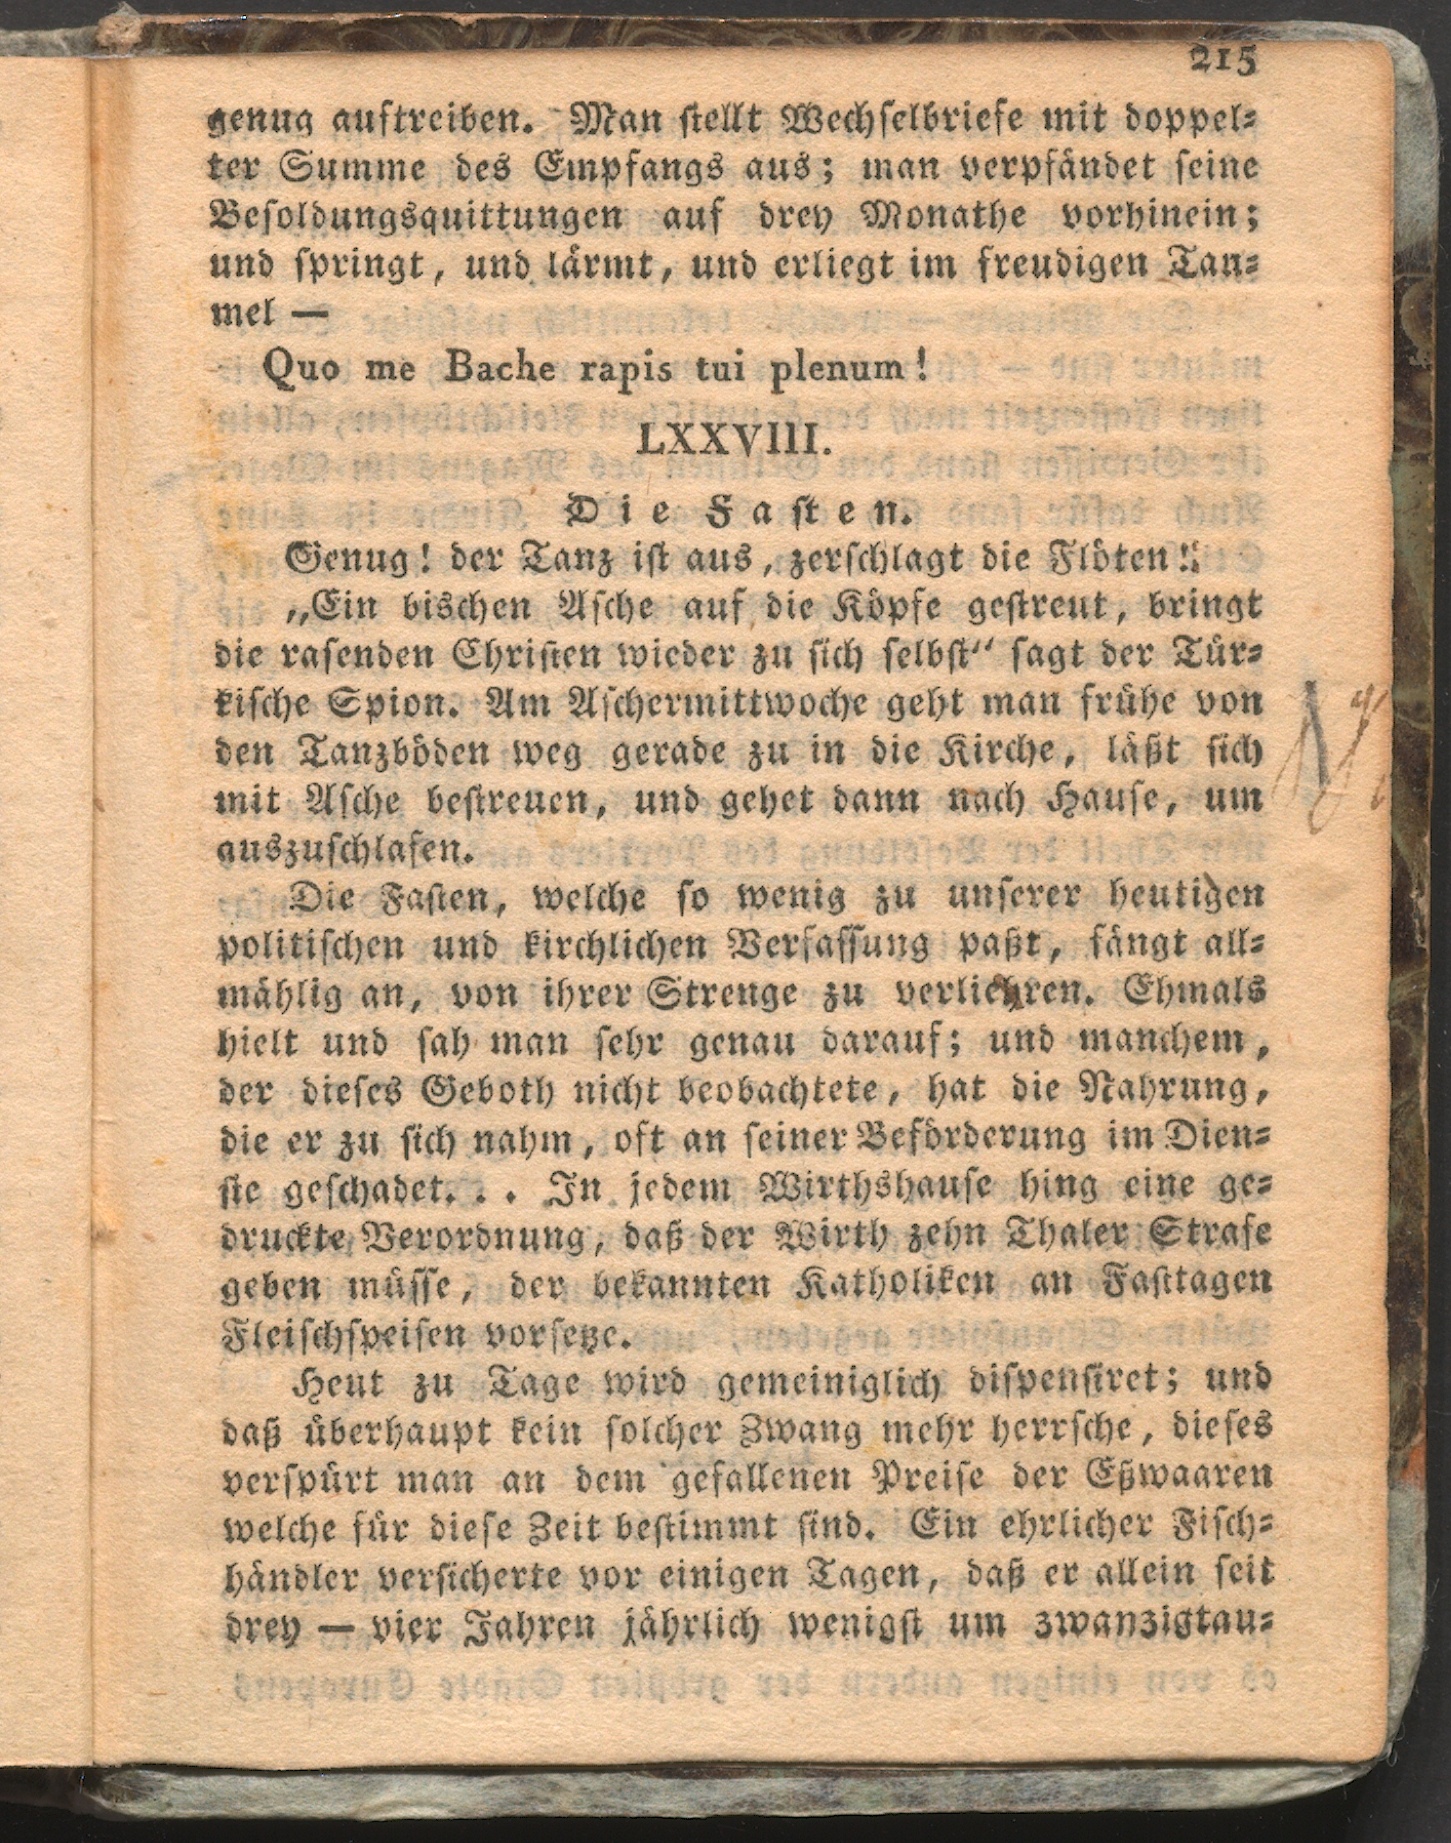 215
genug auftreiben. Man ſtellt Wechſelbriefe mit doppel⸗
ter Summe des Empfangs aus; man verpfändet ſeine
Beſoldungsquittungen auf drey Monathe vorhinein;
und ſpringt, und lärmt, und erliegt im freudigen Tau⸗
mel —
Quo me Bache rapis tui plenum!
LXXVIII.
Die Faſten.
Genug! der Tanz iſt aus, zerſchlagt die Flöten!“
„Ein bischen Aſche auf die Köpfe geſtreut, bringt
die raſenden Chriſten wieder zu ſich ſelbſt“ ſagt der Tür⸗
kiſche Spion. Am Aſchermittwoche geht man frühe von
den Tanzböden weg gerade zu in die Kirche, läßt ſich
mit Aſche beſtreuen, und gehet dann nach Hauſe, um
auszuſchlafen.
Die Faſten, welche ſo wenig zu unſerer heutigen
politiſchen und kirchlichen Verfaſſung paßt, fängt all⸗
mählig an, von ihrer Strenge zu verliehren. Ehmals
hielt und ſah man ſehr genau darauf; und manchem,
der dieſes Geboth nicht beobachtete, hat die Nahrung,
die er zu ſich nahm, oft an ſeiner Beförderung im Dien⸗
ſte geſchadet. . . In jedem Wirthshauſe hing eine ge⸗
druckte Verordnung, daß der Wirth zehn Thaler Strafe
geben müſſe, der bekannten Katholiken an Faſttagen
Fleiſchſpeiſen vorſetze.
Heut zu Tage wird gemeiniglich diſpenſiret; und
daß überhaupt kein ſolcher Zwang mehr herrſche, dieſes
verſpürt man an dem gefallenen Preiſe der Eßwaaren
welche für dieſe Zeit beſtimmt ſind. Ein ehrlicher Fiſch⸗
händler verſicherte vor einigen Tagen, daß er allein ſeit
drey — vier Jahren jährlich wenigſt um zwanzigtau⸗